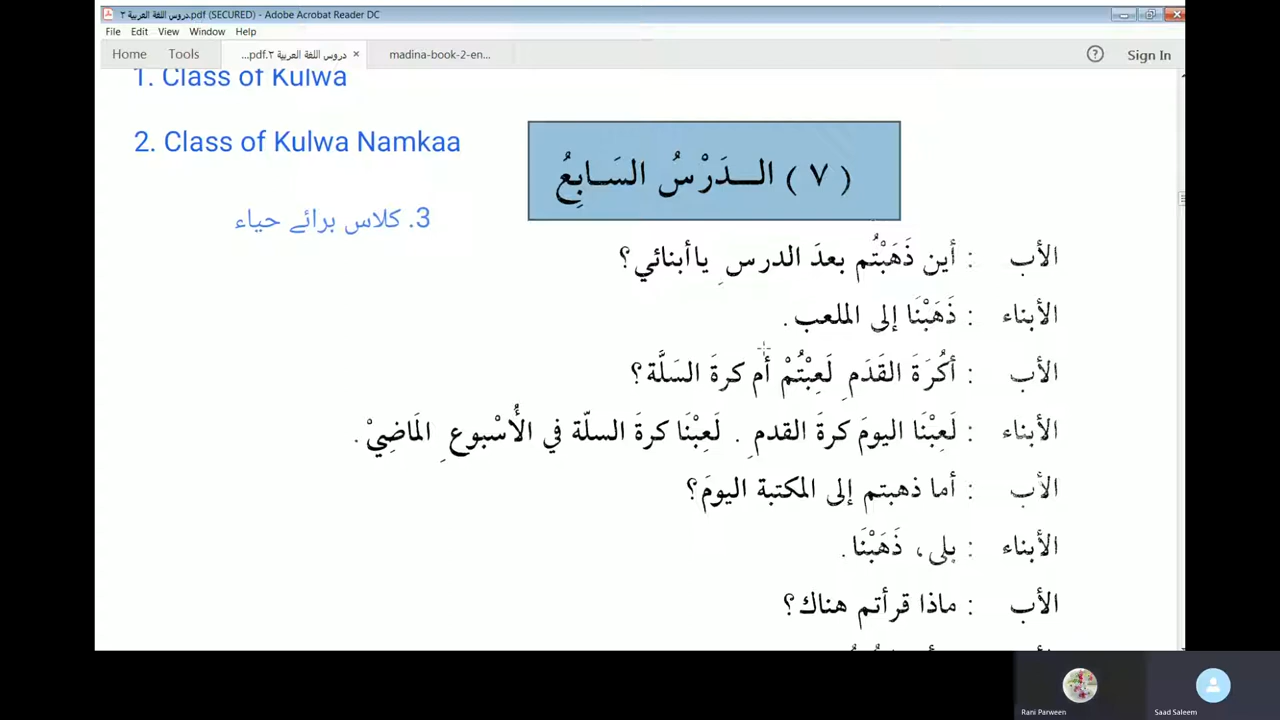 دروس اللغة العربية ٢.pdf (SECURED) - Adobe Acrobat Reader DC
File Edit View Window Help
Home Tools دروس اللغة العربية ٢.pdf... × madina-book-2-en... ? Sign In
1. Class of Kulwa
2. Class of Kulwa Namkaa
3. کلاس برائے حیاء
(٧) الــدَرْسُ السَـابِعُ
الأب : أين ذَهَبْتُم بعدَ الدرسِ ياأبنائي؟
الأبناء : ذَهَبْنَا إلى الملعب.
الأب : أكُرَةَ القَدَمِ لَعِبْتُمْ أم كرةَ السَلَّة؟
الأبناء : لَعِبْنَا اليومَ كرةَ القدمِ. لَعِبْنَا كرةَ السلّة في الأُسْبوعِ المَاضِيْ.
الأب : أما ذهبتم إلى المكتبة اليومَ؟
الأبناء : بلى، ذَهَبْنَا.
الأب : ماذا قرأتم هناك؟
Rani Parween
Saad Saleem